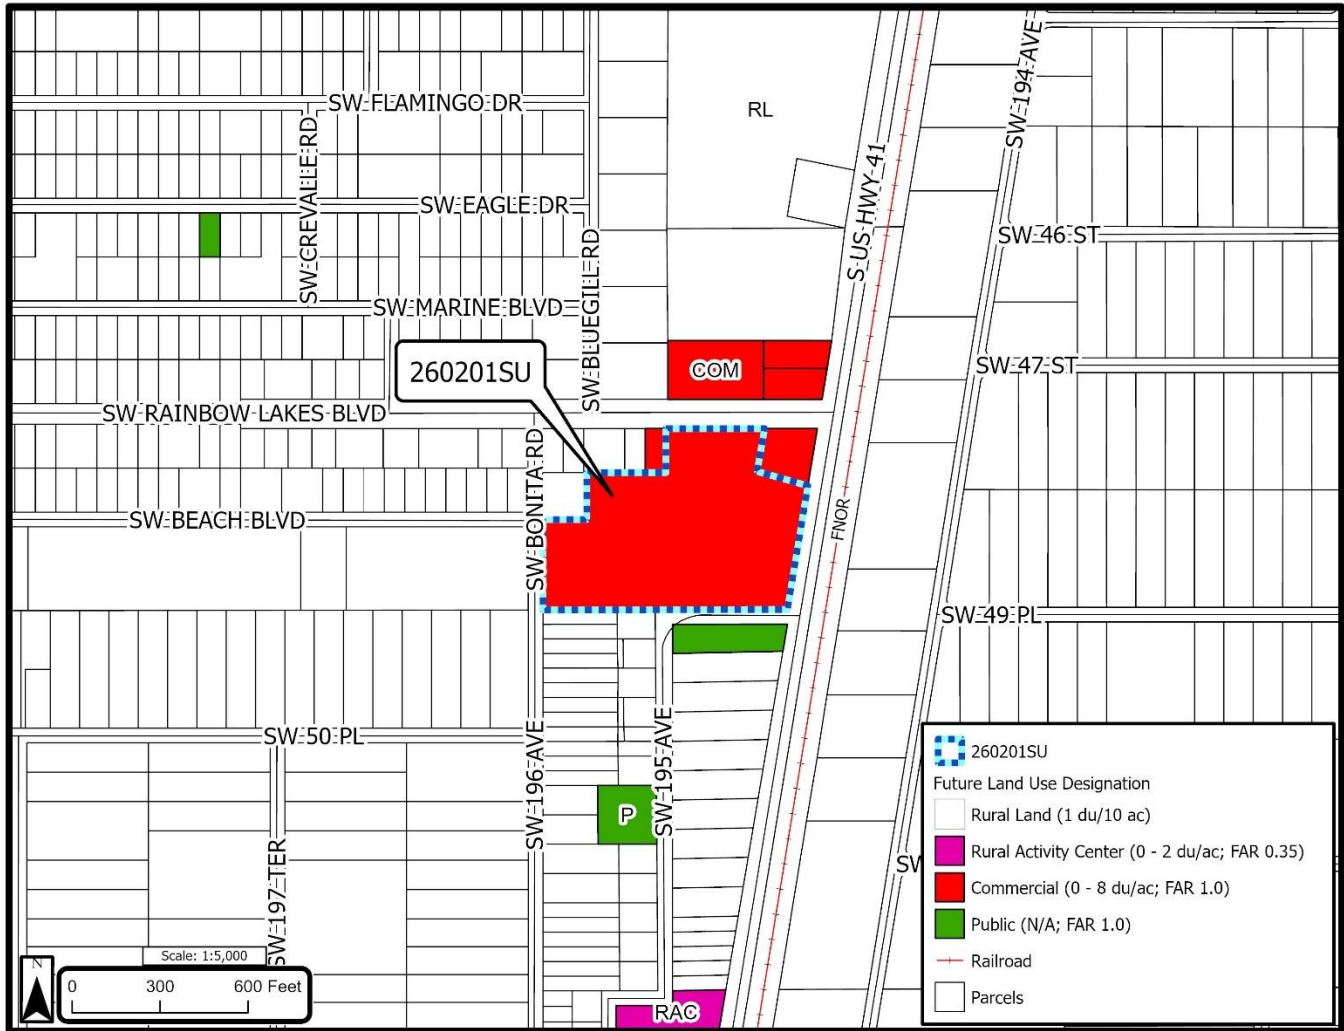 SW FLAMINGO DR
RL
SW 194 AVE
SW CREVALLE RD
S US HWY 41
SW EAGLE DR
SW 46 ST
SW BLUEGILL RD
SW MARINE BLVD
260201SU
COM
SW 47 ST
SW RAINBOW LAKES BLVD
SW BONITA RD
SW BEACH BLVD
FNOR
SW 49 PL
SW 50 PL
SW 196 AVE
SW 195 AVE
P
SW 197 TER
SW
RAC
260201SU
Future Land Use Designation
Rural Land (1 du/10 ac)
Rural Activity Center (0 - 2 du/ac; FAR 0.35)
Commercial (0 - 8 du/ac; FAR 1.0)
Public (N/A; FAR 1.0)
Railroad
Parcels
N
Scale: 1:5,000
0 300 600 Feet